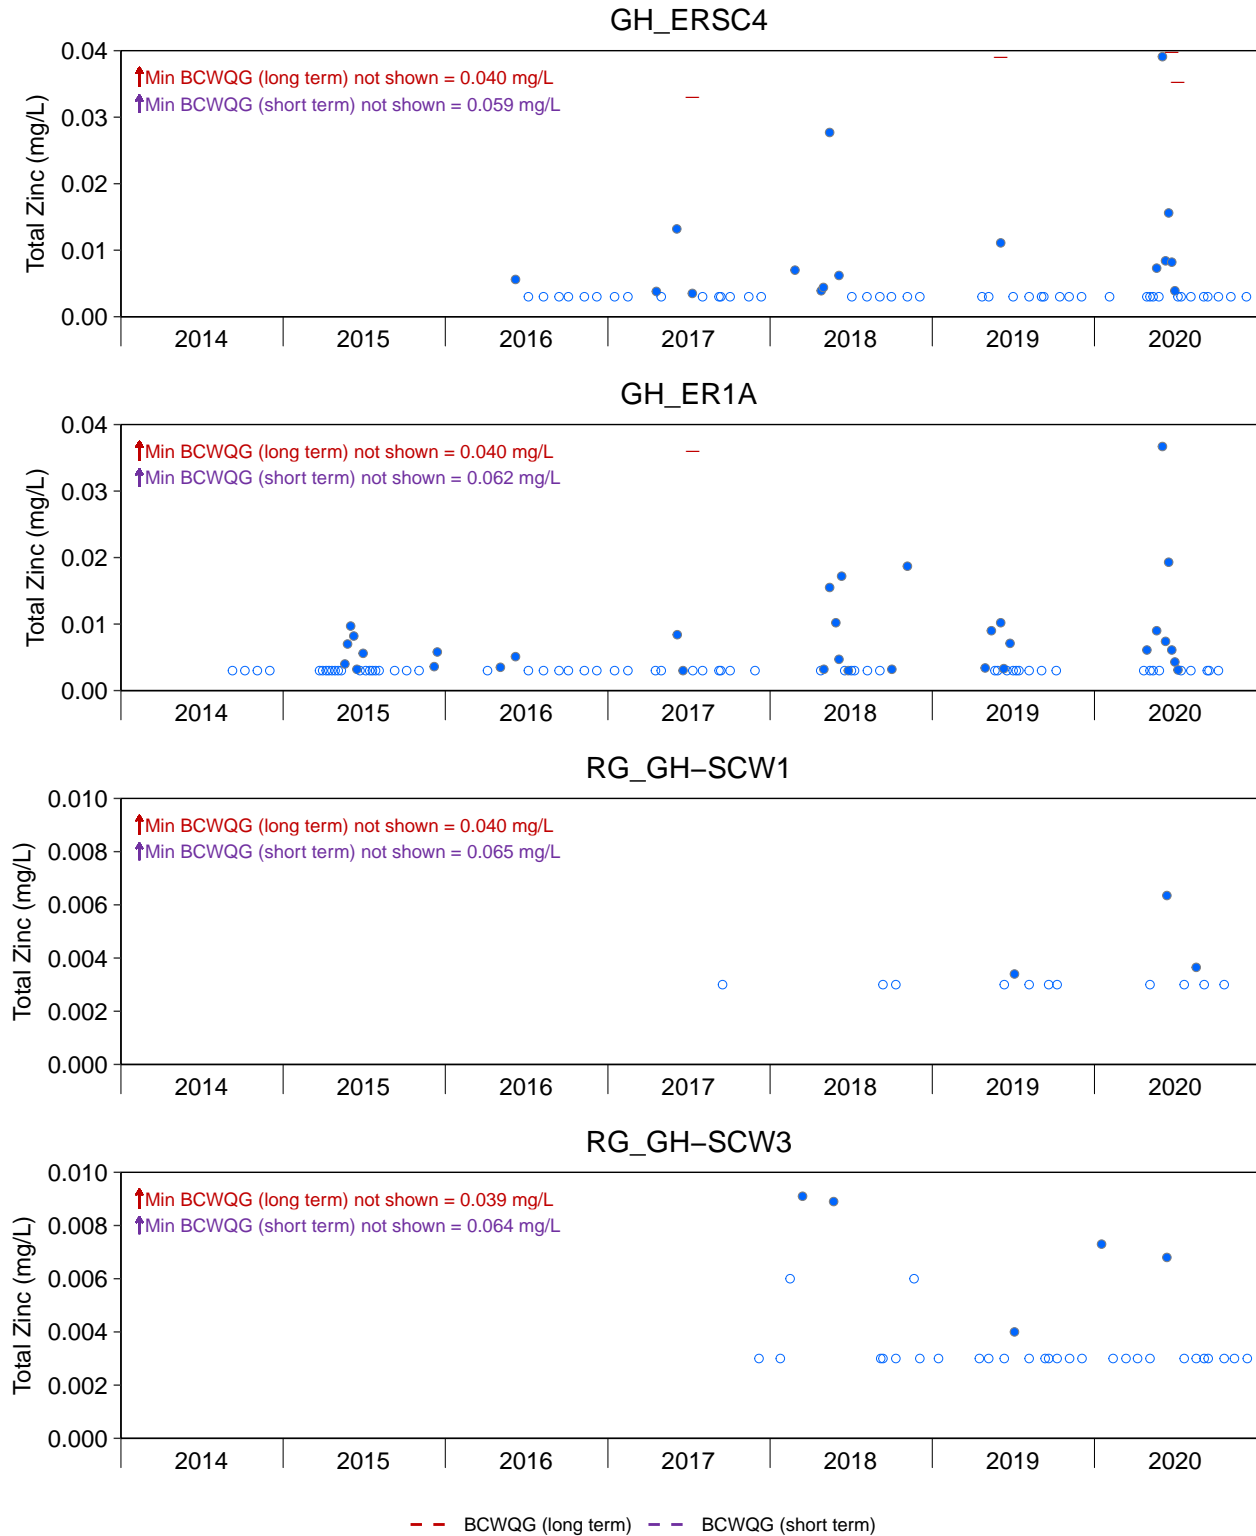 GH_ERSC4
Total Zinc (mg/L)
0.04
0.03
0.02
0.01
0.00
Min BCWQG (long term) not shown = 0.040 mg/L
Min BCWQG (short term) not shown = 0.059 mg/L
2014 2015 2016 2017 2018 2019 2020
GH_ER1A
Total Zinc (mg/L)
0.04
0.03
0.02
0.01
0.00
Min BCWQG (long term) not shown = 0.040 mg/L
Min BCWQG (short term) not shown = 0.062 mg/L
2014 2015 2016 2017 2018 2019 2020
RG_GH−SCW1
Total Zinc (mg/L)
0.010
0.008
0.006
0.004
0.002
0.000
Min BCWQG (long term) not shown = 0.040 mg/L
Min BCWQG (short term) not shown = 0.065 mg/L
2014 2015 2016 2017 2018 2019 2020
RG_GH−SCW3
Total Zinc (mg/L)
0.010
0.008
0.006
0.004
0.002
0.000
Min BCWQG (long term) not shown = 0.039 mg/L
Min BCWQG (short term) not shown = 0.064 mg/L
2014 2015 2016 2017 2018 2019 2020
BCWQG (long term) BCWQG (short term)